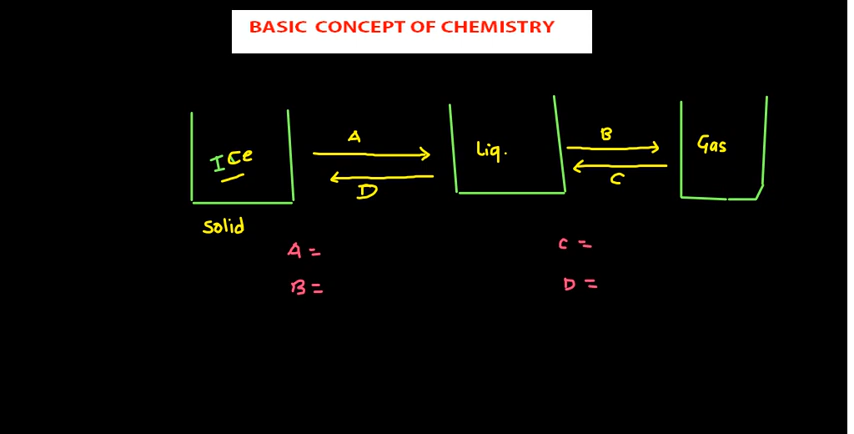 BASIC CONCEPT OF CHEMISTRY
A
B
Ice
Liq.
Gas
D
C
Solid
A =
C =
B =
D =